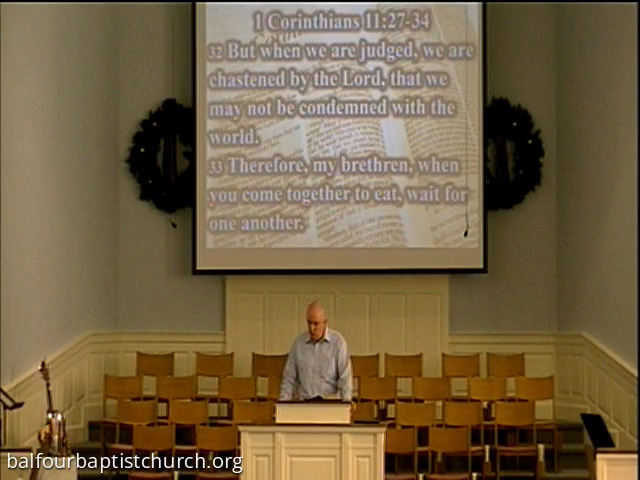 1 Corinthians 11:27-34
32 But when we are judged, we are
chastened by the Lord, that we
may not be condemned with the
world.
33 Therefore, my brethren, when
you come together to eat, wait for
one another.
balfourbaptistchurch.org